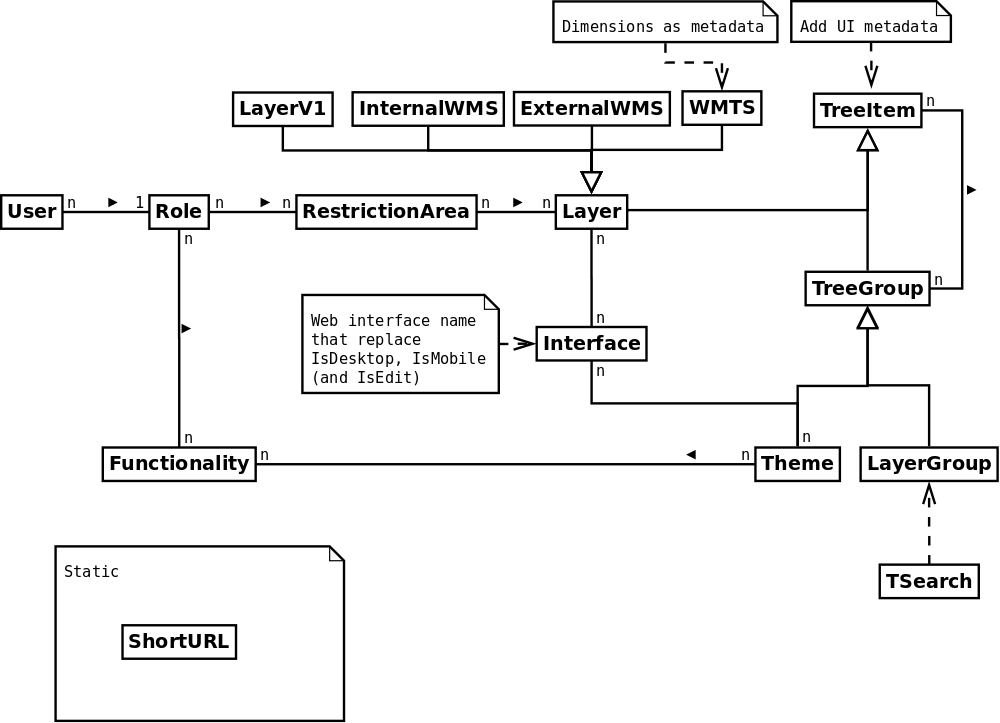 Dimensions as metadata
Add UI metadata
LayerV1
InternalWMS
ExternalWMS
WMTS
TreeItem
n
User
n
1
Role
n
n
RestrictionArea
n
n
Layer
n
n
TreeGroup
n
Web interface name
that replace
IsDesktop, IsMobile
(and IsEdit)
n
Interface
n
n
Functionality
n
n
n
Theme
LayerGroup
TSearch
Static
ShortURL